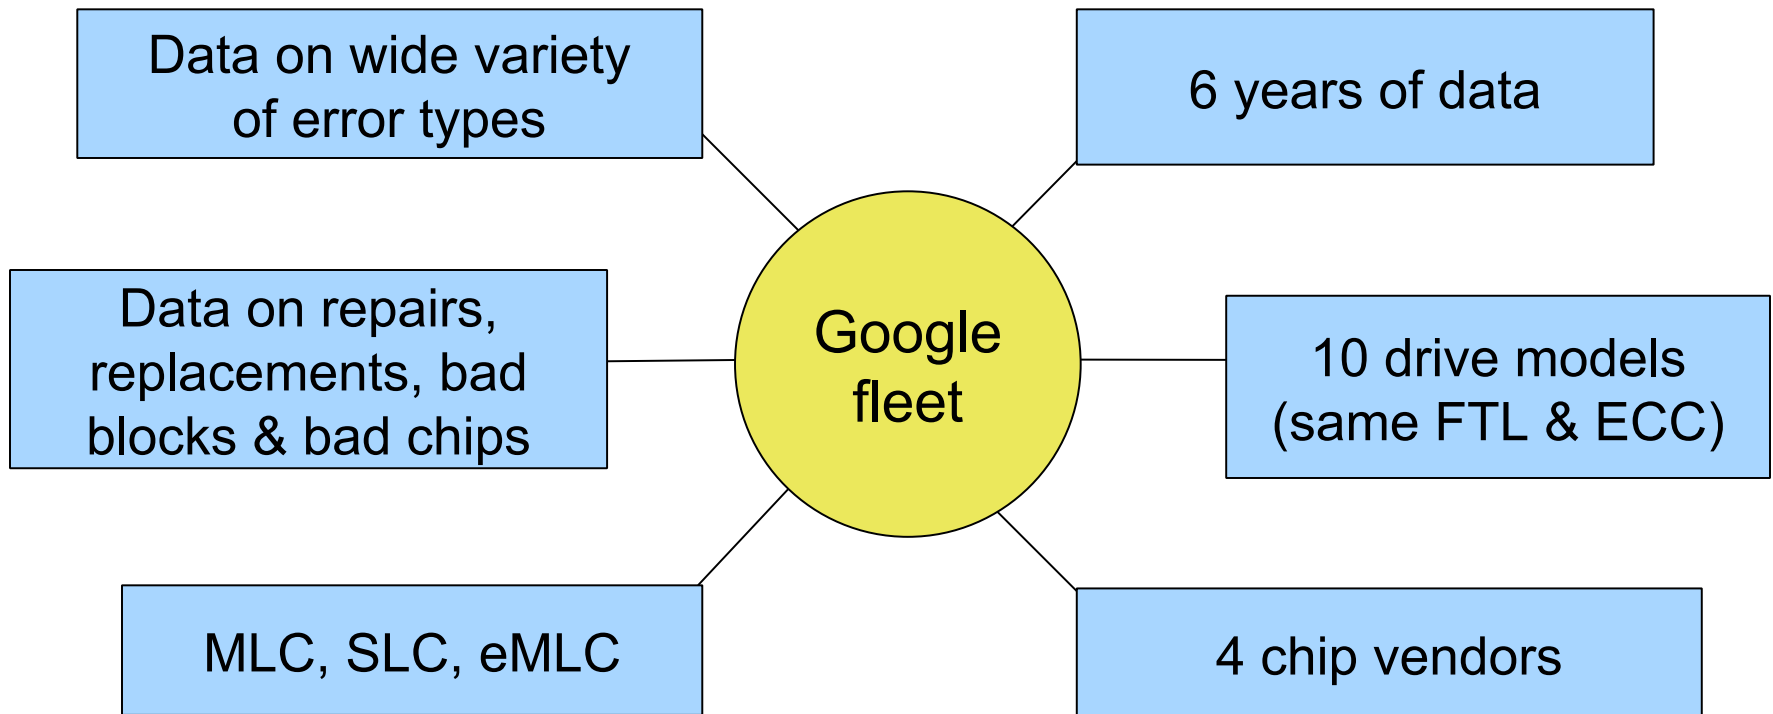 Data on wide variety
of error types
6 years of data
Data on repairs,
replacements, bad
blocks & bad chips
Google
fleet
10 drive models
(same FTL & ECC)
MLC, SLC, eMLC
4 chip vendors